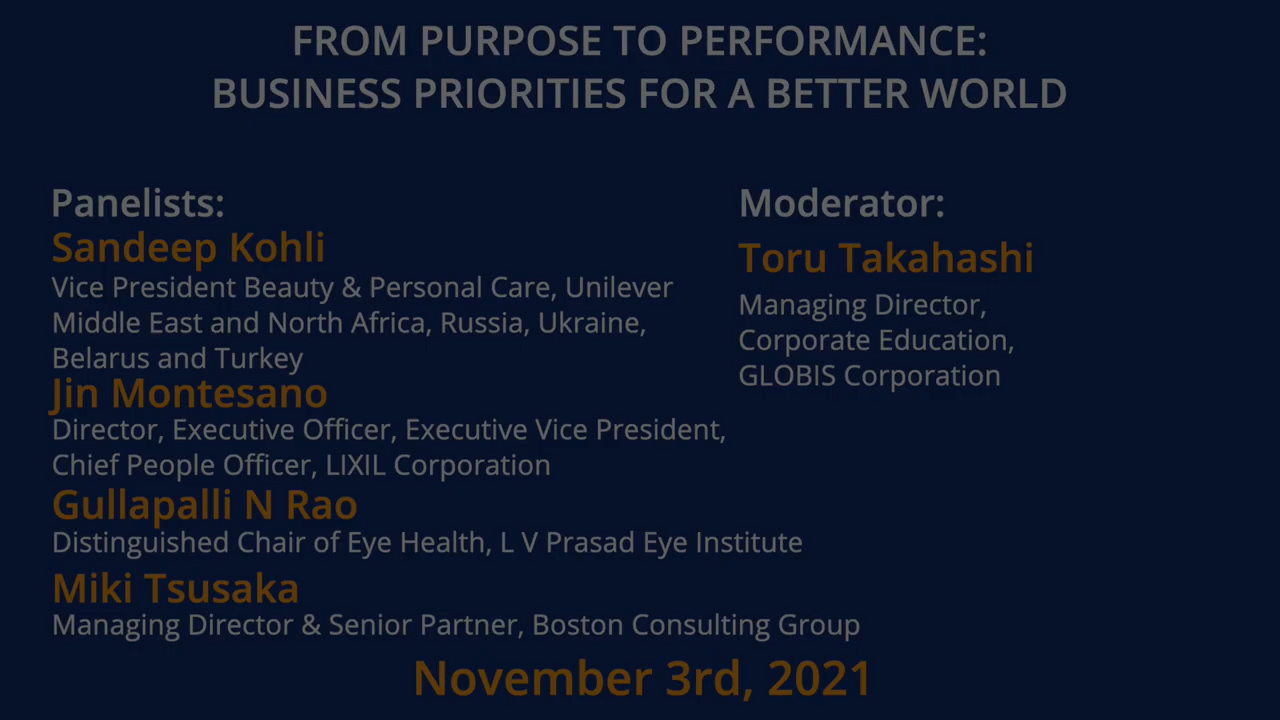 FROM PURPOSE TO PERFORMANCE:
BUSINESS PRIORITIES FOR A BETTER WORLD
Panelists:
Sandeep Kohli
Vice President Beauty & Personal Care, Unilever
Middle East and North Africa, Russia, Ukraine,
Belarus and Turkey
Jin Montesano
Director, Executive Officer, Executive Vice President,
Chief People Officer, LIXIL Corporation
Gullapalli N Rao
Distinguished Chair of Eye Health, L V Prasad Eye Institute
Miki Tsusaka
Managing Director & Senior Partner, Boston Consulting Group
Moderator:
Toru Takahashi
Managing Director,
Corporate Education,
GLOBIS Corporation
November 3rd, 2021